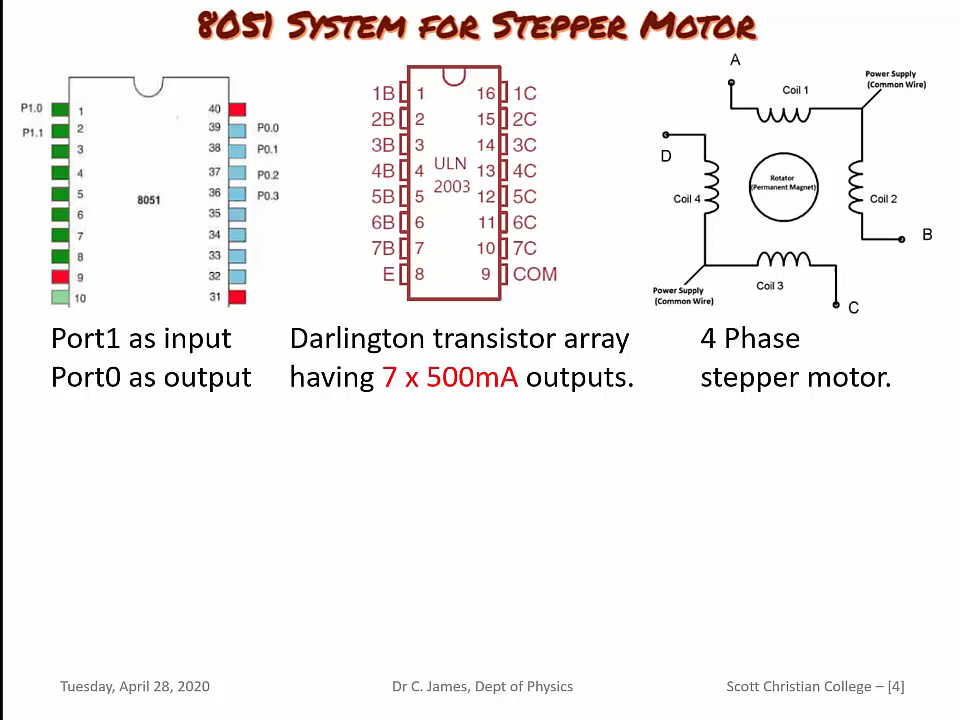 8051 System for Stepper Motor
P1.0
P1.1
1
2
3
4
5
6
7
8
9
10
8051
40
39
38
37
36
35
34
33
32
31
P0.0
P0.1
P0.2
P0.3
1B 1 16 1C
2B 2 15 2C
3B 3 14 3C
4B 4 ULN 13 4C
5B 5 2003 12 5C
6B 6 11 6C
7B 7 10 7C
E 8 9 COM
A
Coil 1
Power Supply
(Common Wire)
D
Rotator
(Permanent Magnet)
Coil 4
Coil 2
B
Coil 3
Power Supply
(Common Wire)
C
Port1 as input
Port0 as output
Darlington transistor array
having 7 x 500mA outputs.
4 Phase
stepper motor.
Tuesday, April 28, 2020
Dr C. James, Dept of Physics
Scott Christian College – [4]